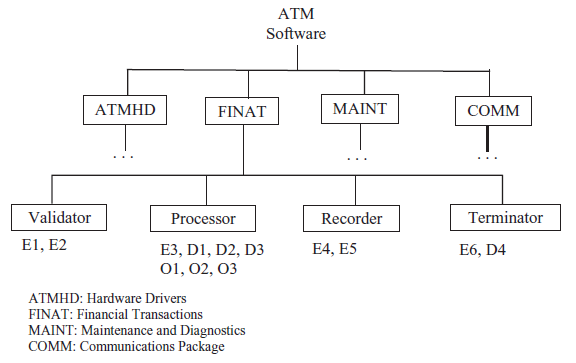 ATM
Software
ATMHD
FINAT
MAINT
COMM
. . .
. . .
. . .
Validator
Processor
Recorder
Terminator
E1, E2
E3, D1, D2, D3
O1, O2, O3
E4, E5
E6, D4
ATMHD: Hardware Drivers
FINAT: Financial Transactions
MAINT: Maintenance and Diagnostics
COMM: Communications Package